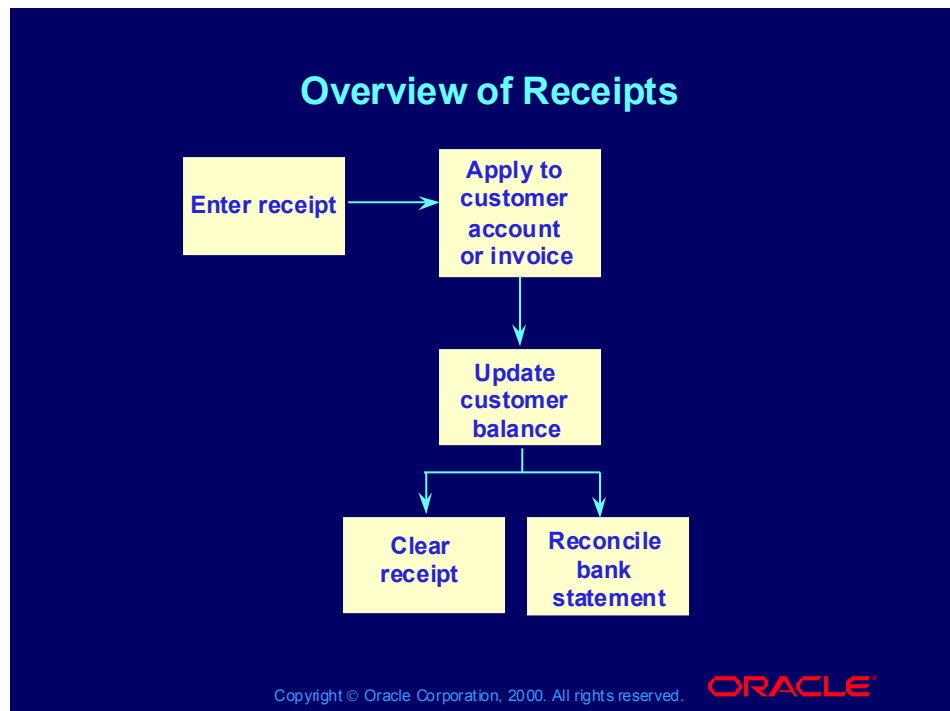 Overview of Receipts
Enter receipt
Apply to
customer
account
or invoice
Update
customer
balance
Clear
receipt
Reconcile
bank
statement
Copyright © Oracle Corporation, 2000. All rights reserved.
ORACLE®